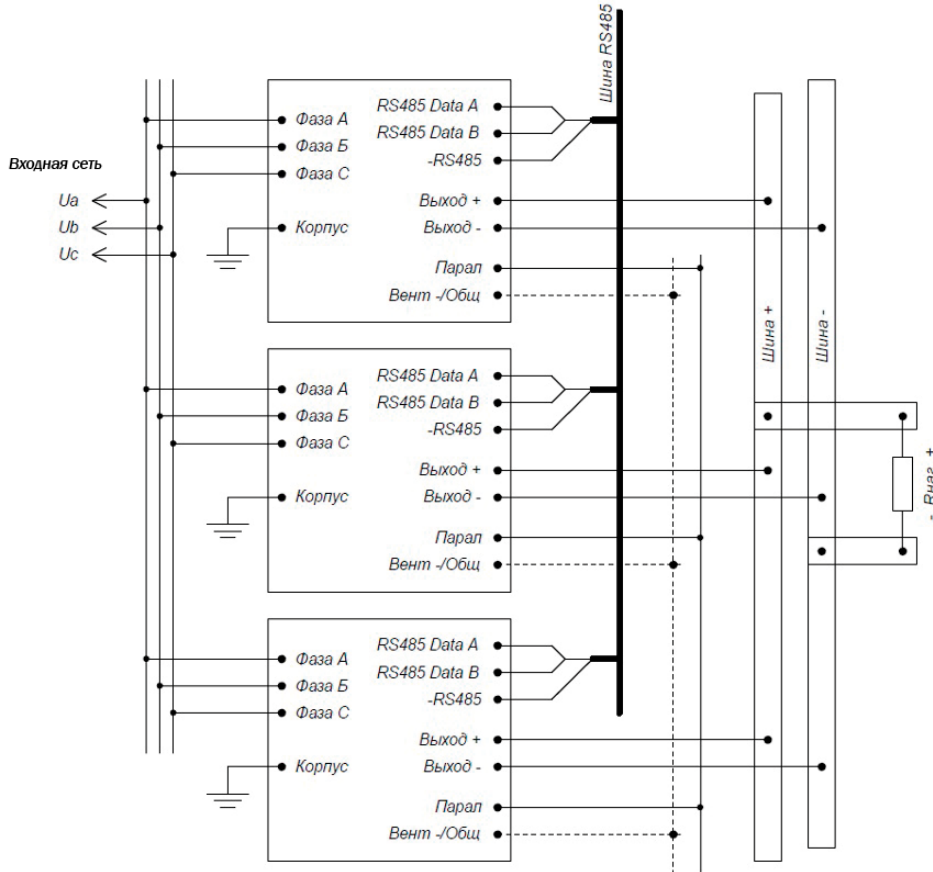 Шина RS485
Входная сеть
Ua
Ub
Uc
Фаза А
Фаза Б
Фаза С
Корпус
RS485 Data A
RS485 Data B
-RS485
Выход +
Выход -
Парал
Вент -/Общ
Фаза А
Фаза Б
Фаза С
Корпус
RS485 Data A
RS485 Data B
-RS485
Выход +
Выход -
Парал
Вент -/Общ
Фаза А
Фаза Б
Фаза С
Корпус
RS485 Data A
RS485 Data B
-RS485
Выход +
Выход -
Парал
Вент -/Общ
Шина +
Шина -
- Rнаг +